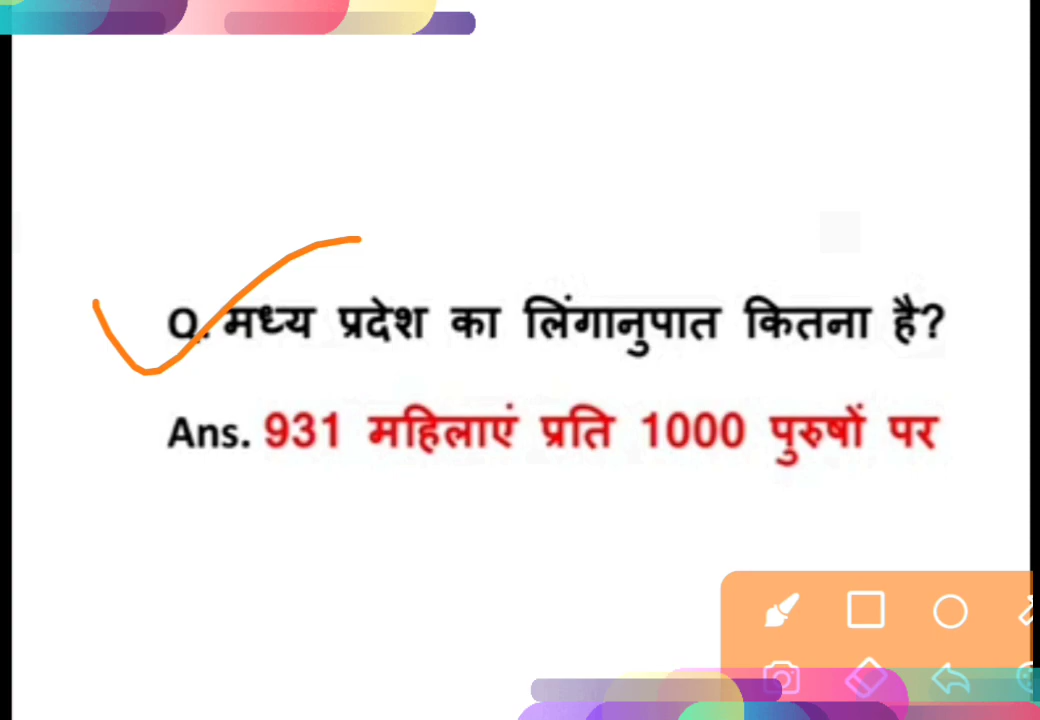 Q. मध्य प्रदेश का लिंगानुपात कितना है?
Ans. 931 महिलाएं प्रति 1000 पुरुषों पर